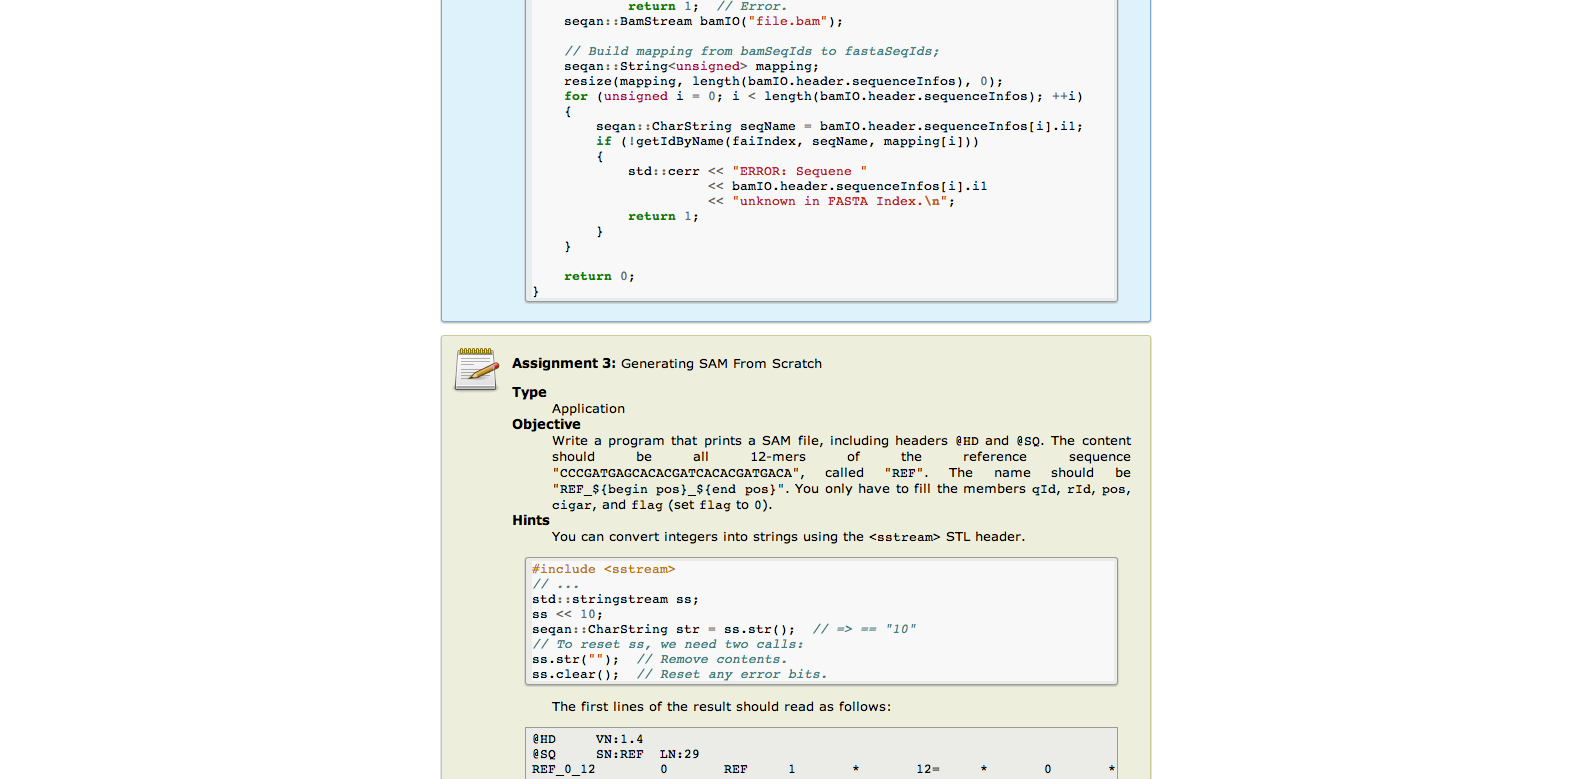 return 1;  // Error.
seqan::BamStream bamIO("file.bam");
// Build mapping from bamSeqIds to fastaSeqIds;
seqan::String<unsigned> mapping;
resize(mapping, length(bamIO.header.sequenceInfos), 0);
for (unsigned i = 0; i < length(bamIO.header.sequenceInfos); ++i)
{
seqan::CharString seqName = bamIO.header.sequenceInfos[i].i1;
if (!getIdByName(faiIndex, seqName, mapping[i]))
{
std::cerr << "ERROR: Sequene "
<< bamIO.header.sequenceInfos[i].i1
<< "unknown in FASTA Index.\n";
return 1;
}
}
return 0;
}
Assignment 3: Generating SAM From Scratch
Type
Application
Objective
Write a program that prints a SAM file, including headers @HD and @SQ. The content
should be all 12-mers of the reference sequence
"CCCGATGAGCACACGATCACACGATGACA", called "REF". The name should be
"REF_${begin pos}_${end pos}". You only have to fill the members qId, rId, pos,
cigar, and flag (set flag to 0).
Hints
You can convert integers into strings using the <sstream> STL header.
#include <sstream>
// ...
std::stringstream ss;
ss << 10;
seqan::CharString str = ss.str();  // => == "10"
// To reset ss, we need two calls:
ss.str("");  // Remove contents.
ss.clear();  // Reset any error bits.
The first lines of the result should read as follows:
@HD VN:1.4
@SQ SN:REF LN:29
REF_0_12 0 REF 1 * 12= * 0 *